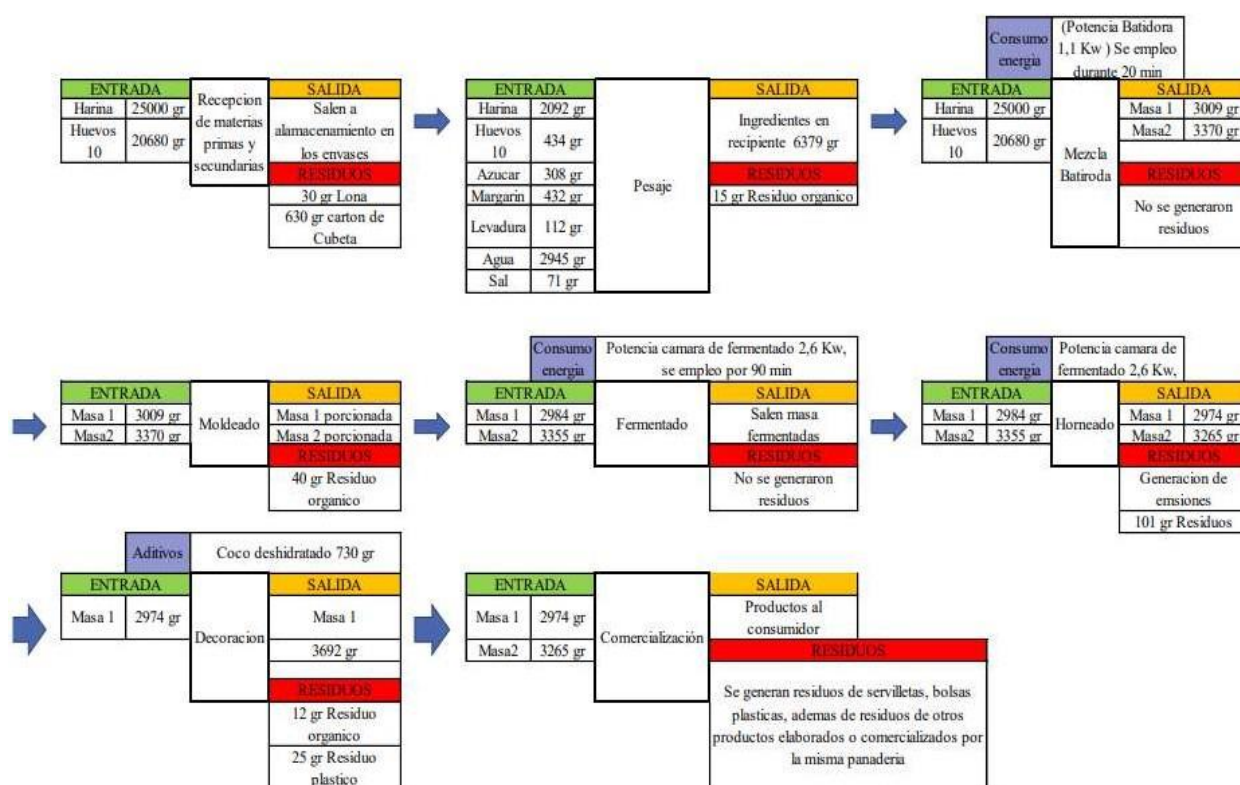 ENTRADA
Harina 25000 gr
Huevos 10 20680 gr
Recepcion
de materias
primas y
secundarias
SALIDA
Salen a
alamacenamiento en
los envases
RESIDUOS
30 gr Lona
630 gr carton de
Cubeta
ENTRADA
Harina 2092 gr
Huevos
10 434 gr
Azucar 308 gr
Margarin 432 gr
Levadura 112 gr
Agua 2945 gr
Sal 71 gr
Pesaje
SALIDA
Ingredientes en
recipiente 6379 gr
RESIDUOS
15 gr Residuo organico
Consumo
energia
(Potencia Batidora
1,1 Kw ) Se empleo
durante 20 min
ENTRADA
Harina 25000 gr
Huevos
10 20680 gr
Mezcla
Batiroda
SALIDA
Masa 1 3009 gr
Masa2 3370 gr
RESIDUOS
No se generaron
residuos
ENTRADA
Masa 1 3009 gr
Masa2 3370 gr
Moldeado
SALIDA
Masa 1 porcionada
Masa 2 porcionada
RESIDUOS
40 gr Residuo
organico
Consumo
energia
Potencia camara de fermentado 2,6 Kw,
se empleo por 90 min
ENTRADA
Masa 1 2984 gr
Masa2 3355 gr
Fermentado
SALIDA
Salen masa
fermentadas
RESIDUOS
No se generaron
residuos
Consumo
energia
Potencia camara de
fermentado 2,6 Kw,
ENTRADA
Masa 1 2984 gr
Masa2 3355 gr
Horneado
SALIDA
Masa 1 2974 gr
Masa2 3265 gr
RESIDUOS
Generacion de
emsiones
101 gr Residuos
Aditivos
Coco deshidratado 730 gr
ENTRADA
Masa 1 2974 gr
Decoracion
SALIDA
Masa 1
3692 gr
RESIDUOS
12 gr Residuo
organico
25 gr Residuo
plastico
ENTRADA
Masa 1 2974 gr
Masa2 3265 gr
Comercialización
SALIDA
Productos al
consumidor
RESIDUOS
Se generan residuos de servilletas, bolsas
plasticas, ademas de residuos de otros
productos elaborados o comercializados por
la misma panaderia